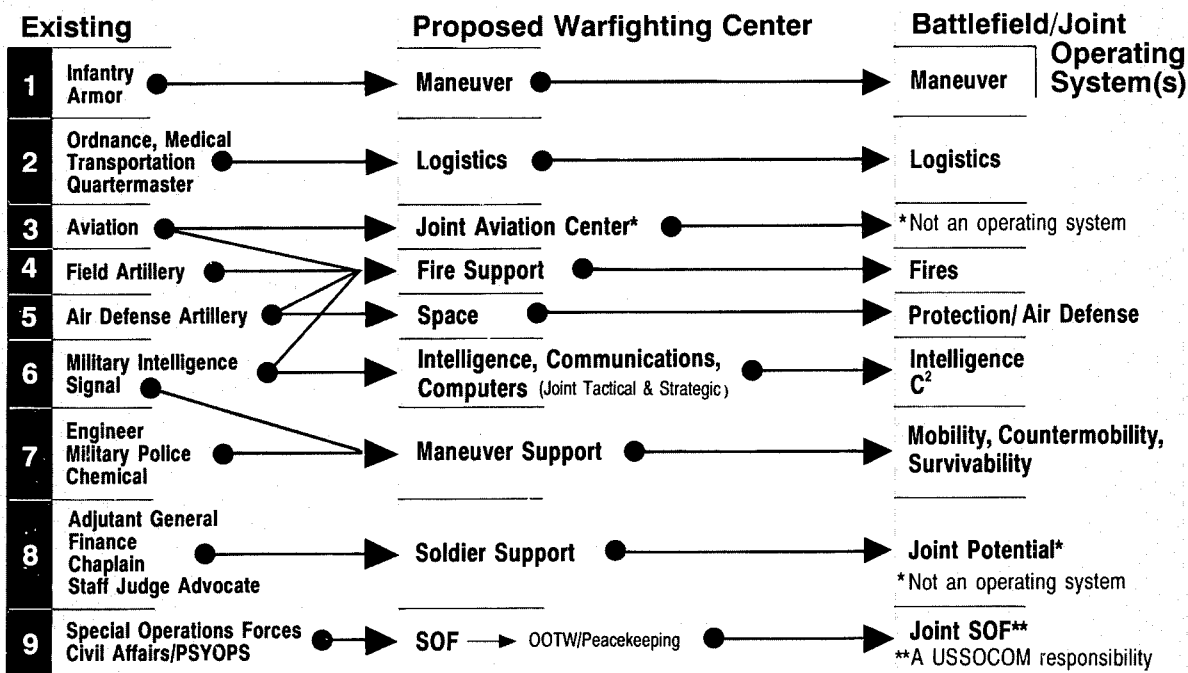 Existing
Proposed Warfighting Center
Battlefield/Joint
Operating
System(s)
1
Infantry
Armor
Maneuver
Maneuver
2
Ordnance, Medical
Transportation
Quartermaster
Logistics
Logistics
3
Aviation
Joint Aviation Center*
*Not an operating system
4
Field Artillery
Fire Support
Fires
5
Air Defense Artillery
Space
Protection/Air Defense
6
Military Intelligence
Signal
Intelligence, Communications,
Computers (Joint Tactical & Strategic)
Intelligence
C²
7
Engineer
Military Police
Chemical
Maneuver Support
Mobility, Countermobility,
Survivability
8
Adjutant General
Finance
Chaplain
Staff Judge Advocate
Soldier Support
Joint Potential*
*Not an operating system
9
Special Operations Forces
Civil Affairs/PSYOPS
SOF OOTW/Peacekeeping
Joint SOF**
**A USSOCOM responsibility